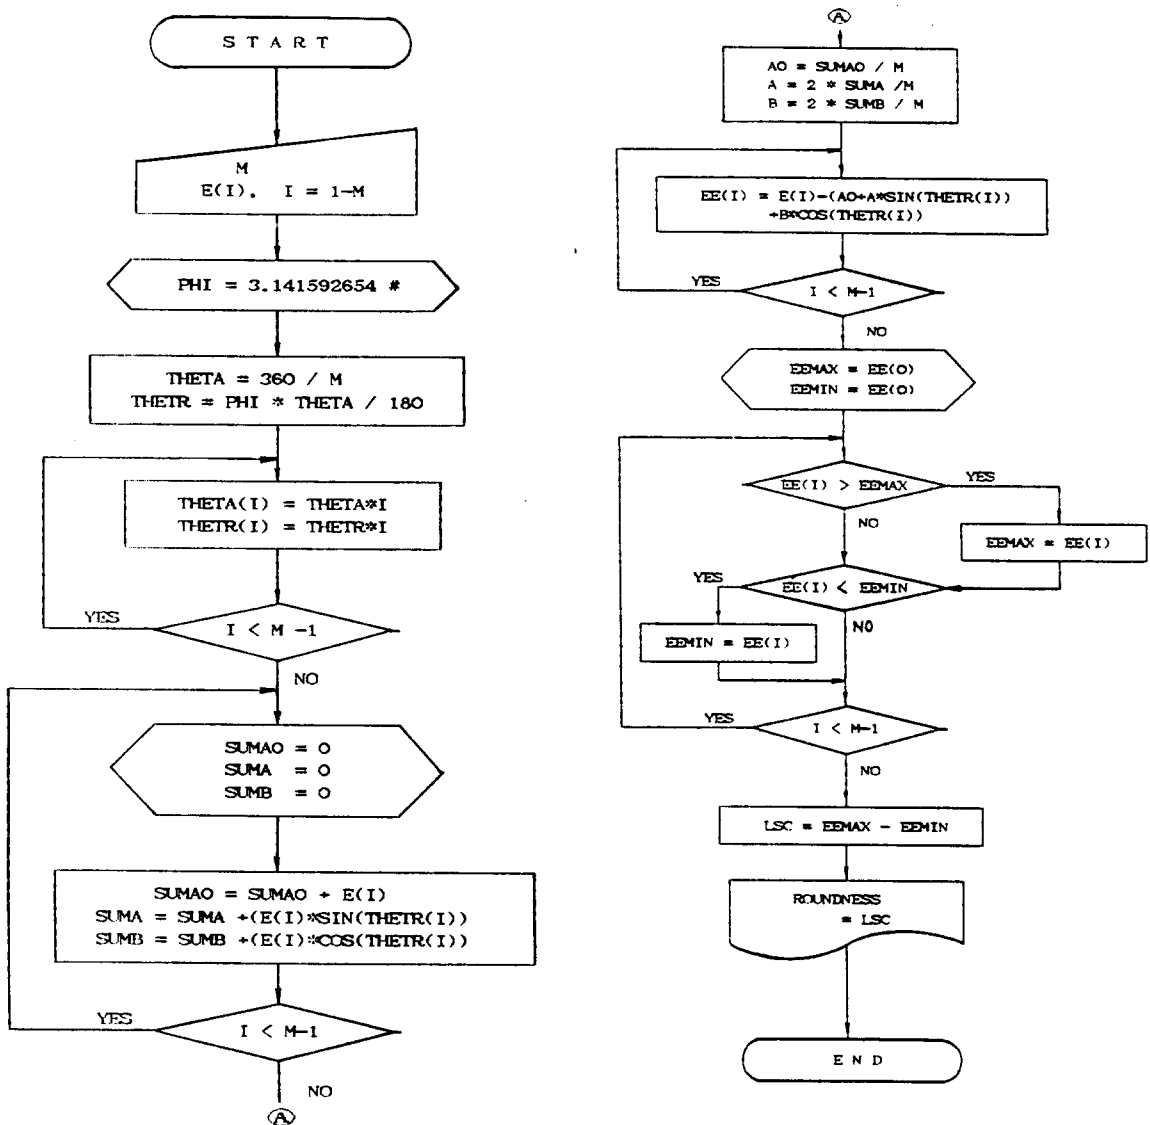 START
M
E(I). I = 1-M
PHI = 3.141592654 #
THETA = 360 / M
THETR = PHI * THETA / 180
THETA(I) = THETA*I
THETR(I) = THETR*I
YES
I < M -1
NO
SUMAO = O
SUMA = O
SUMB = O
SUMAO = SUMAO + E(I)
SUMA = SUMA +(E(I)*SIN(THETR(I))
SUMB = SUMB +(E(I)*COS(THETR(I))
YES
I < M-1
NO
A
A
AO = SUMAO / M
A = 2 * SUMA /M
B = 2 * SUMB / M
EE(I) = E(I)-(AO+A*SIN(THETR(I))
+B*COS(THETR(I))
YES
I < M-1
NO
EEMAX = EE(O)
EEMIN = EE(O)
EE(I) > EEMAX
YES
NO
EEMAX = EE(I)
YES
EE(I) < EEMIN
NO
EEMIN = EE(I)
YES
I < M-1
NO
LSC = EEMAX - EEMIN
ROUNDNESS
= LSC
END